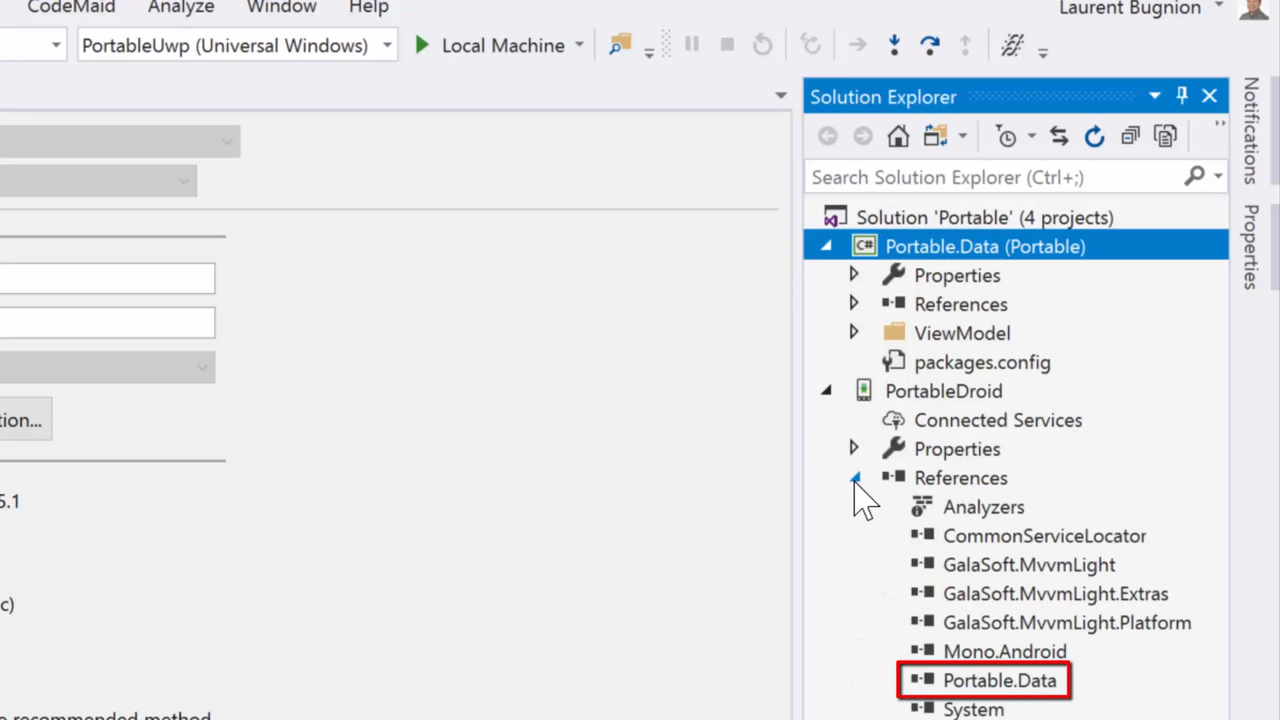 CodeMaid Analyze Window Help Laurent Bugnion
PortableUwp (Universal Windows) Local Machine
Solution Explorer
Search Solution Explorer (Ctrl+;)
Solution 'Portable' (4 projects)
C# Portable.Data (Portable)
Properties
References
ViewModel
packages.config
PortableDroid
Connected Services
Properties
References
Analyzers
CommonServiceLocator
GalaSoft.MvvmLight
GalaSoft.MvvmLight.Extras
GalaSoft.MvvmLight.Platform
Mono.Android
Portable.Data
System
tion...
5.1
c)
e recommended method
Notifications
Properties